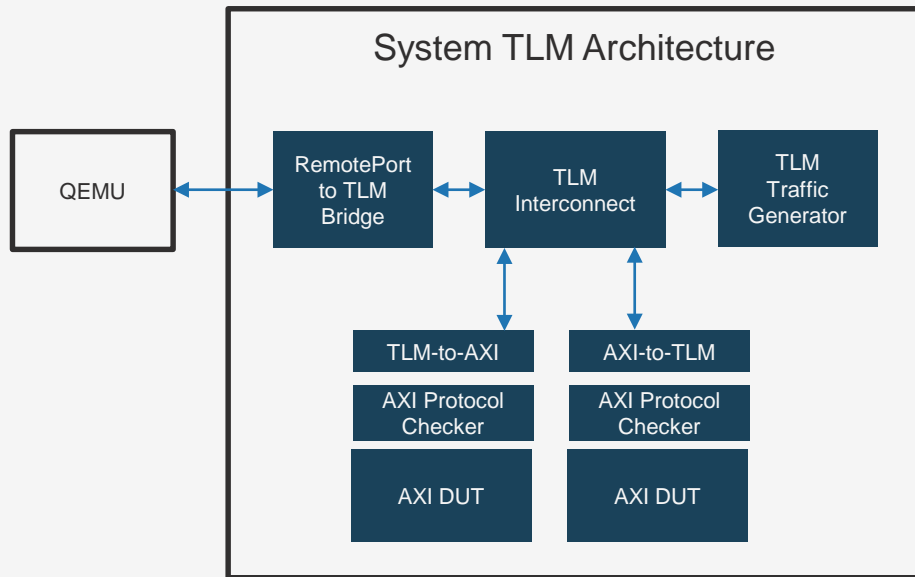 System TLM Architecture
QEMU
RemotePort
to TLM
Bridge
TLM
Interconnect
TLM
Traffic
Generator
TLM-to-AXI
AXI-to-TLM
AXI Protocol
Checker
AXI Protocol
Checker
AXI DUT
AXI DUT